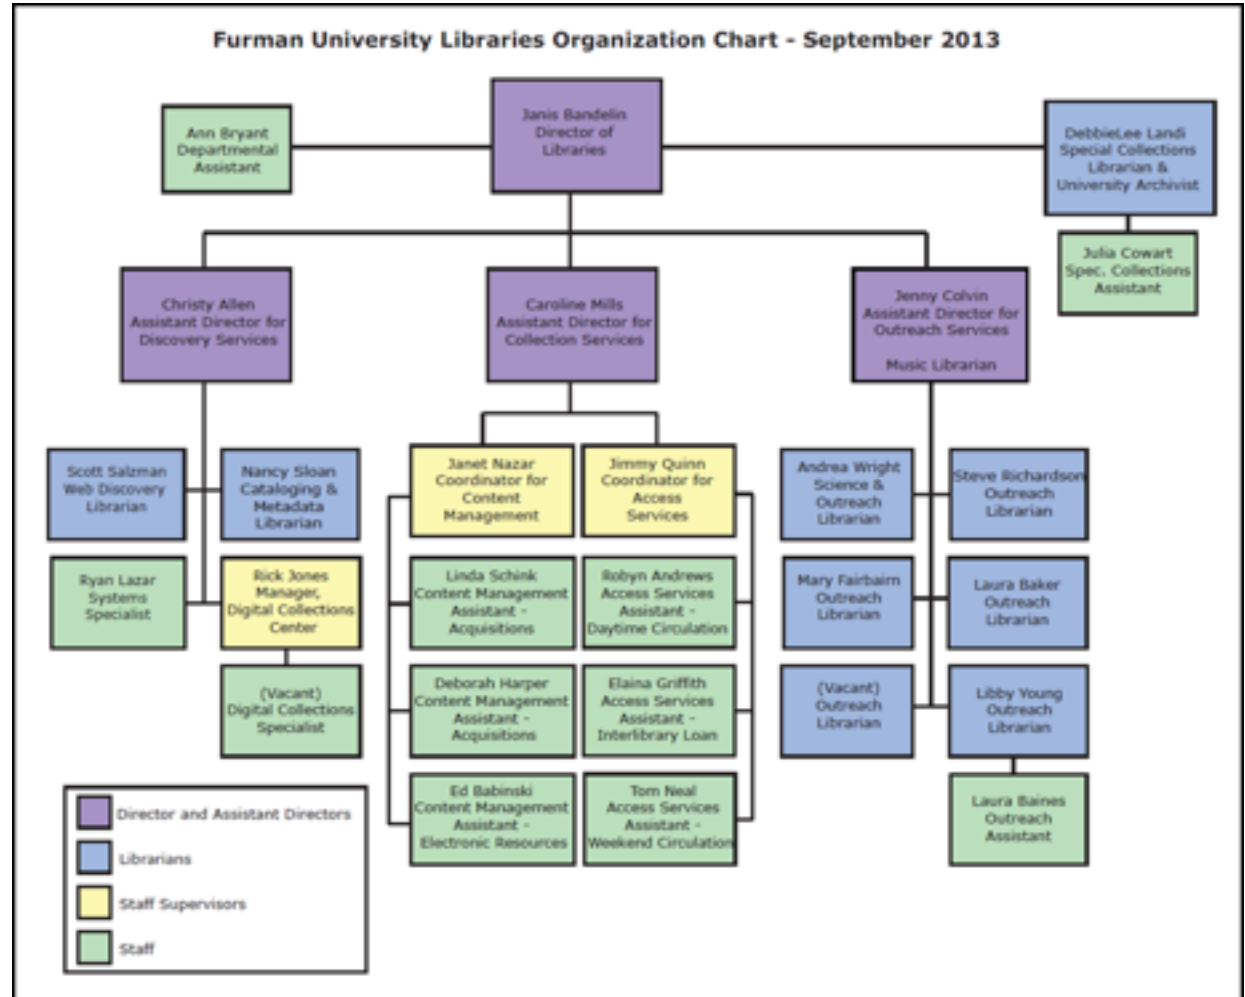 Furman University Libraries Organization Chart - September 2013
Janis Bandelin
Director of
Libraries
Ann Bryant
Departmental
Assistant
DebbieLee Landi
Special Collections
Librarian &
University Archivist
Julia Cowart
Spec. Collections
Assistant
Christy Allen
Assistant Director for
Discovery Services
Caroline Mills
Assistant Director for
Collection Services
Jenny Colvin
Assistant Director for
Outreach Services
Music Librarian
Scott Salzman
Web Discovery
Librarian
Nancy Sloan
Cataloging &
Metadata
Librarian
Ryan Lazar
Systems
Specialist
Rick Jones
Manager,
Digital Collections
Center
(Vacant)
Digital Collections
Specialist
Janet Nazar
Coordinator for
Content
Management
Jimmy Quinn
Coordinator for
Access
Services
Linda Schink
Content Management
Assistant -
Acquisitions
Robyn Andrews
Access Services
Assistant -
Daytime Circulation
Deborah Harper
Content Management
Assistant -
Acquisitions
Elaina Griffith
Access Services
Assistant -
Interlibrary Loan
Ed Babinski
Content Management
Assistant -
Electronic Resources
Tom Neal
Access Services
Assistant -
Weekend Circulation
Andrea Wright
Science &
Outreach
Librarian
Steve Richardson
Outreach
Librarian
Mary Fairbairn
Outreach
Librarian
Laura Baker
Outreach
Librarian
(Vacant)
Outreach
Librarian
Libby Young
Outreach
Librarian
Laura Baines
Outreach
Assistant
Director and Assistant Directors
Librarians
Staff Supervisors
Staff